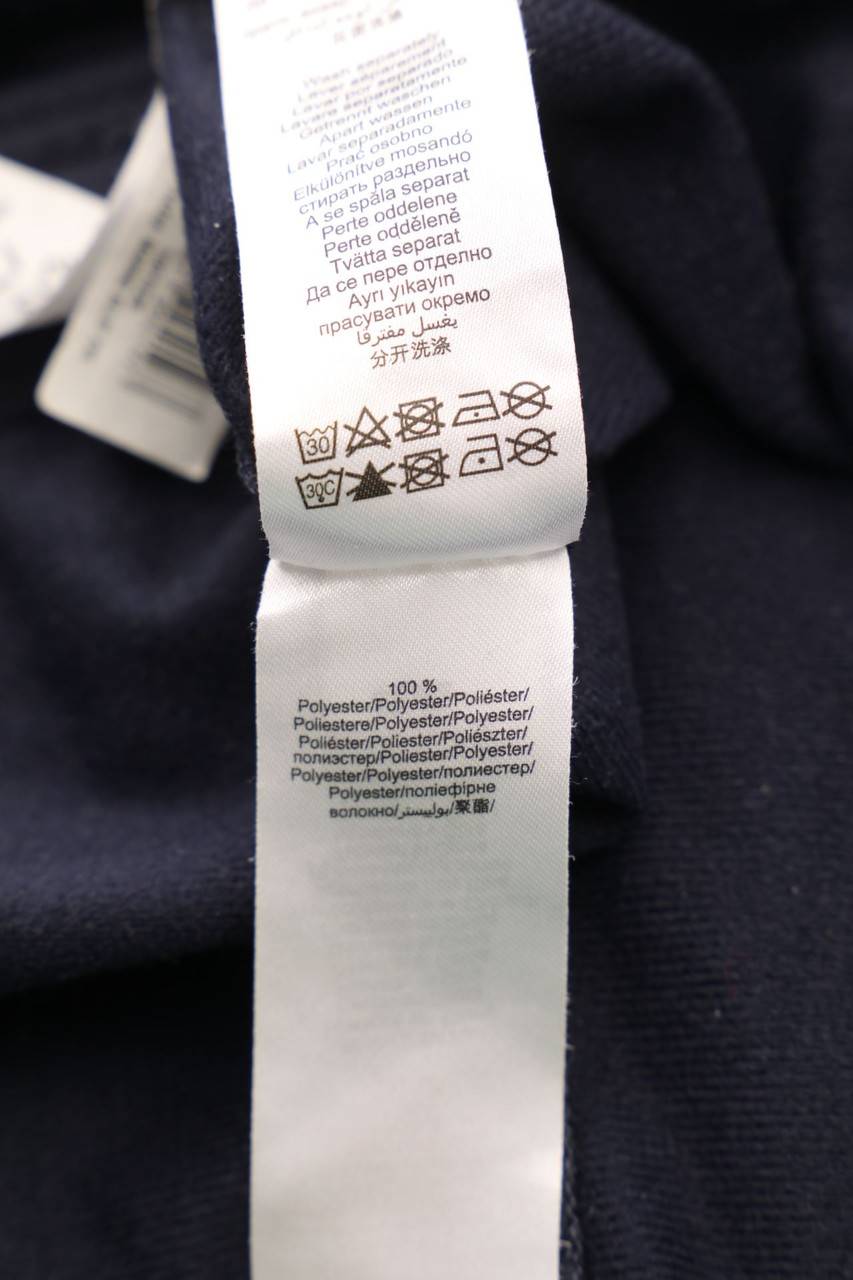 Wash separately
Laver séparément
Lavar por separado
Lavare separatamente
Getrennt waschen
Apart wassen
Lavar separadamente
Prać osobno
Elkülönítve mosandó
стирать раздельно
A se spăla separat
Perte oddelene
Perte odděleně
Tvätta separat
Да се пере отделно
Ayrı yıkayın
прасувати окремо
يغسل مفترقا
分开洗涤
30
30C
100 %
Polyester/Polyester/Poliéster/
Poliestere/Polyester/Polyester/
Poliéster/Poliester/Poliészter/
полиэстер/Poliester/Polyester/
Polyester/Polyester/полиестер/
Polyester/поліефірне
волокно/بوليستر/聚酯/